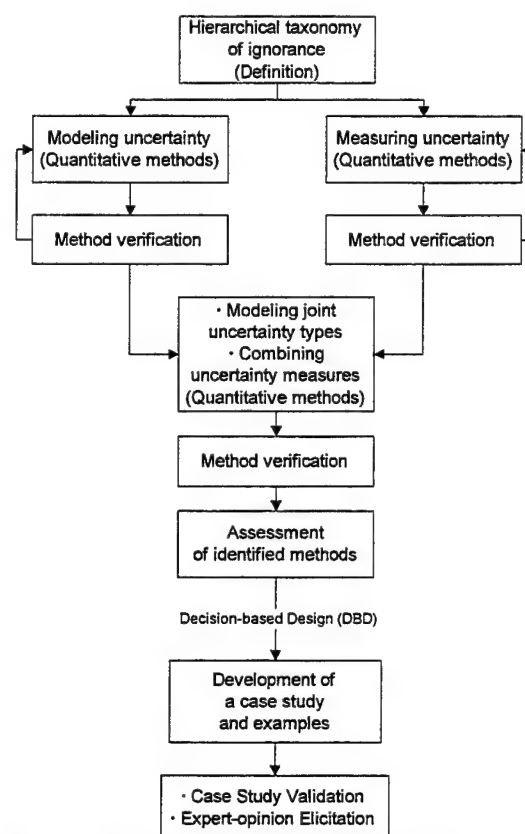 Hierarchical taxonomy
of ignorance
(Definition)
Modeling uncertainty
(Quantitative methods)
Measuring uncertainty
(Quantitative methods)
Method verification
Method verification
· Modeling joint
uncertainty types
· Combining
uncertainty measures
(Quantitative methods)
Method verification
Assessment
of identified methods
Decision-based Design (DBD)
Development of
a case study
and examples
· Case Study Validation
· Expert-opinion Elicitation